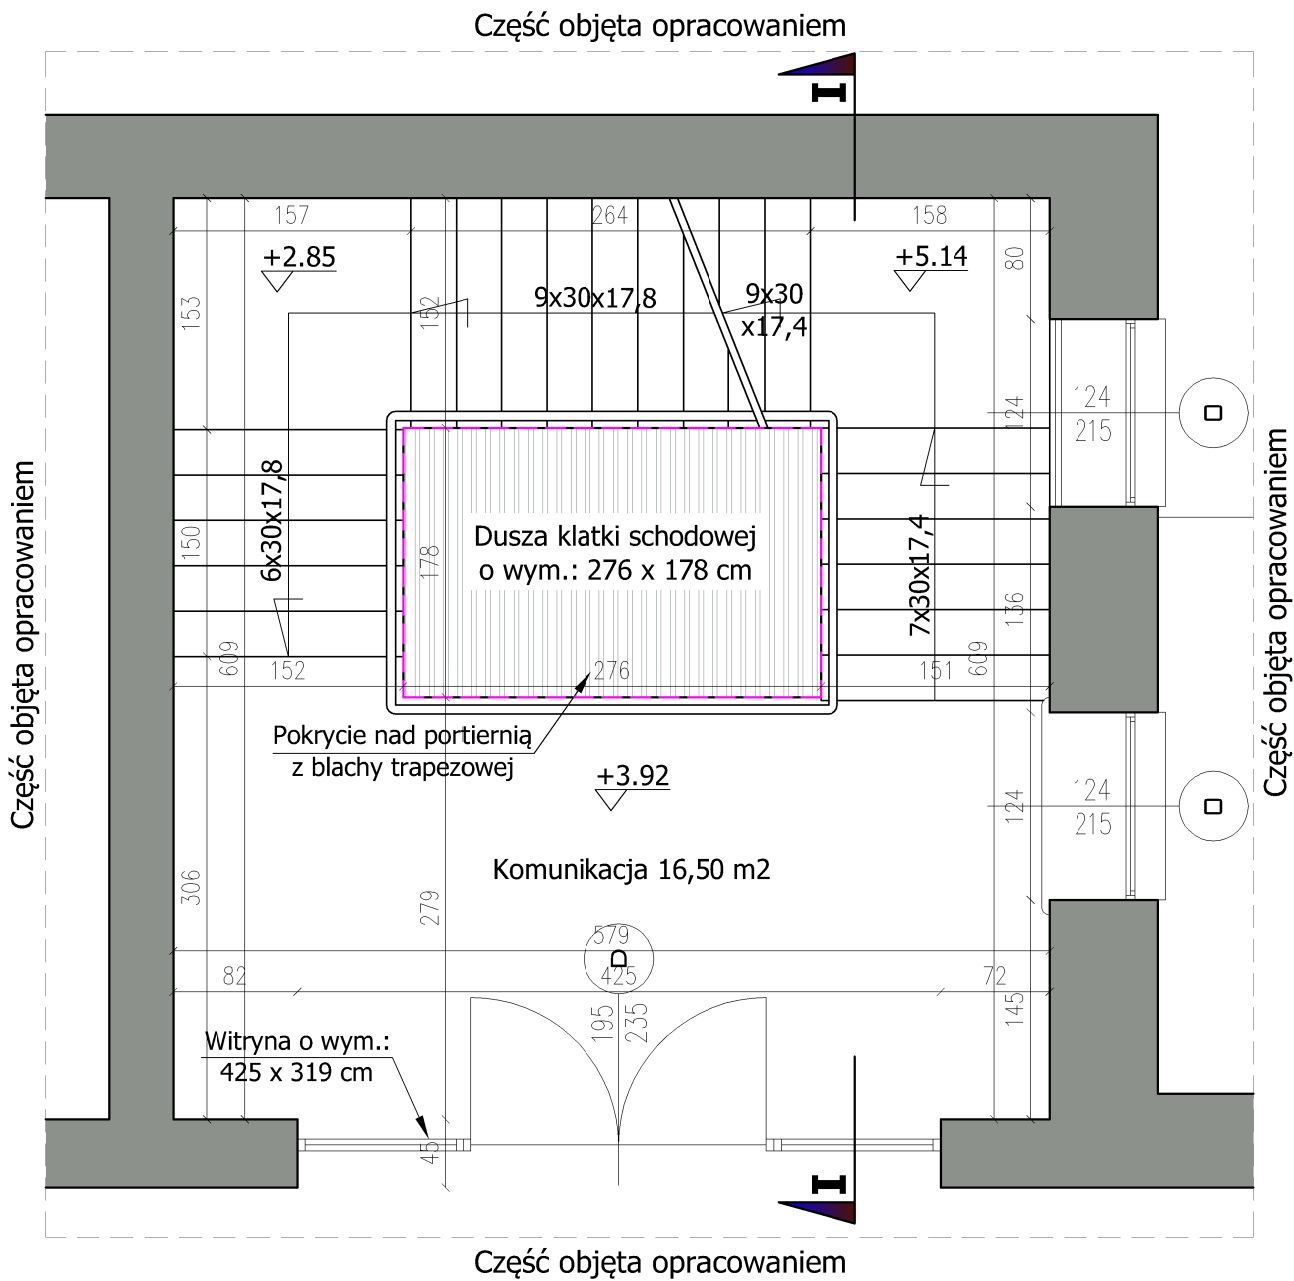 Część objęta opracowaniem
I
157
264
158
+2.85
+5.14
80
153
152
9x30x17,8
9x30
x17,4
124
24
215
Część objęta opracowaniem
Część objęta opracowaniem
6x30x17,8
150
178
Dusza klatki schodowej
o wym.: 276 x 178 cm
7x30x17,4
136
609
152
276
151
609
Pokrycie nad portiernią
z blachy trapezowej
+3.92
124
24
215
Komunikacja 16,50 m2
306
279
579
D
82
425
72
195
235
145
Witryna o wym.:
425 x 319 cm
45
I
Część objęta opracowaniem